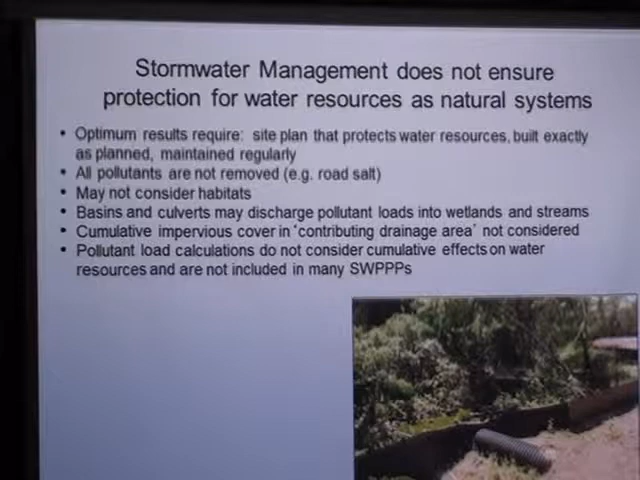 Stormwater Management does not ensure
protection for water resources as natural systems
• Optimum results require: site plan that protects water resources, built exactly
as planned, maintained regularly
• All pollutants are not removed (e.g. road salt)
• May not consider habitats
• Basins and culverts may discharge pollutant loads into wetlands and streams
• Cumulative impervious cover in 'contributing drainage area' not considered
• Pollutant load calculations do not consider cumulative effects on water
resources and are not included in many SWPPPs